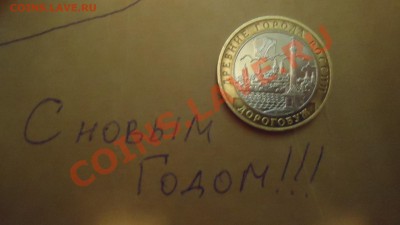 COINS-LAVE.RU
ДРЕВНИЕ ГОРОДА РОССИИ
ДОРОГОБУЖ
COINS-LAVE.RU
С новым
Годом!!!